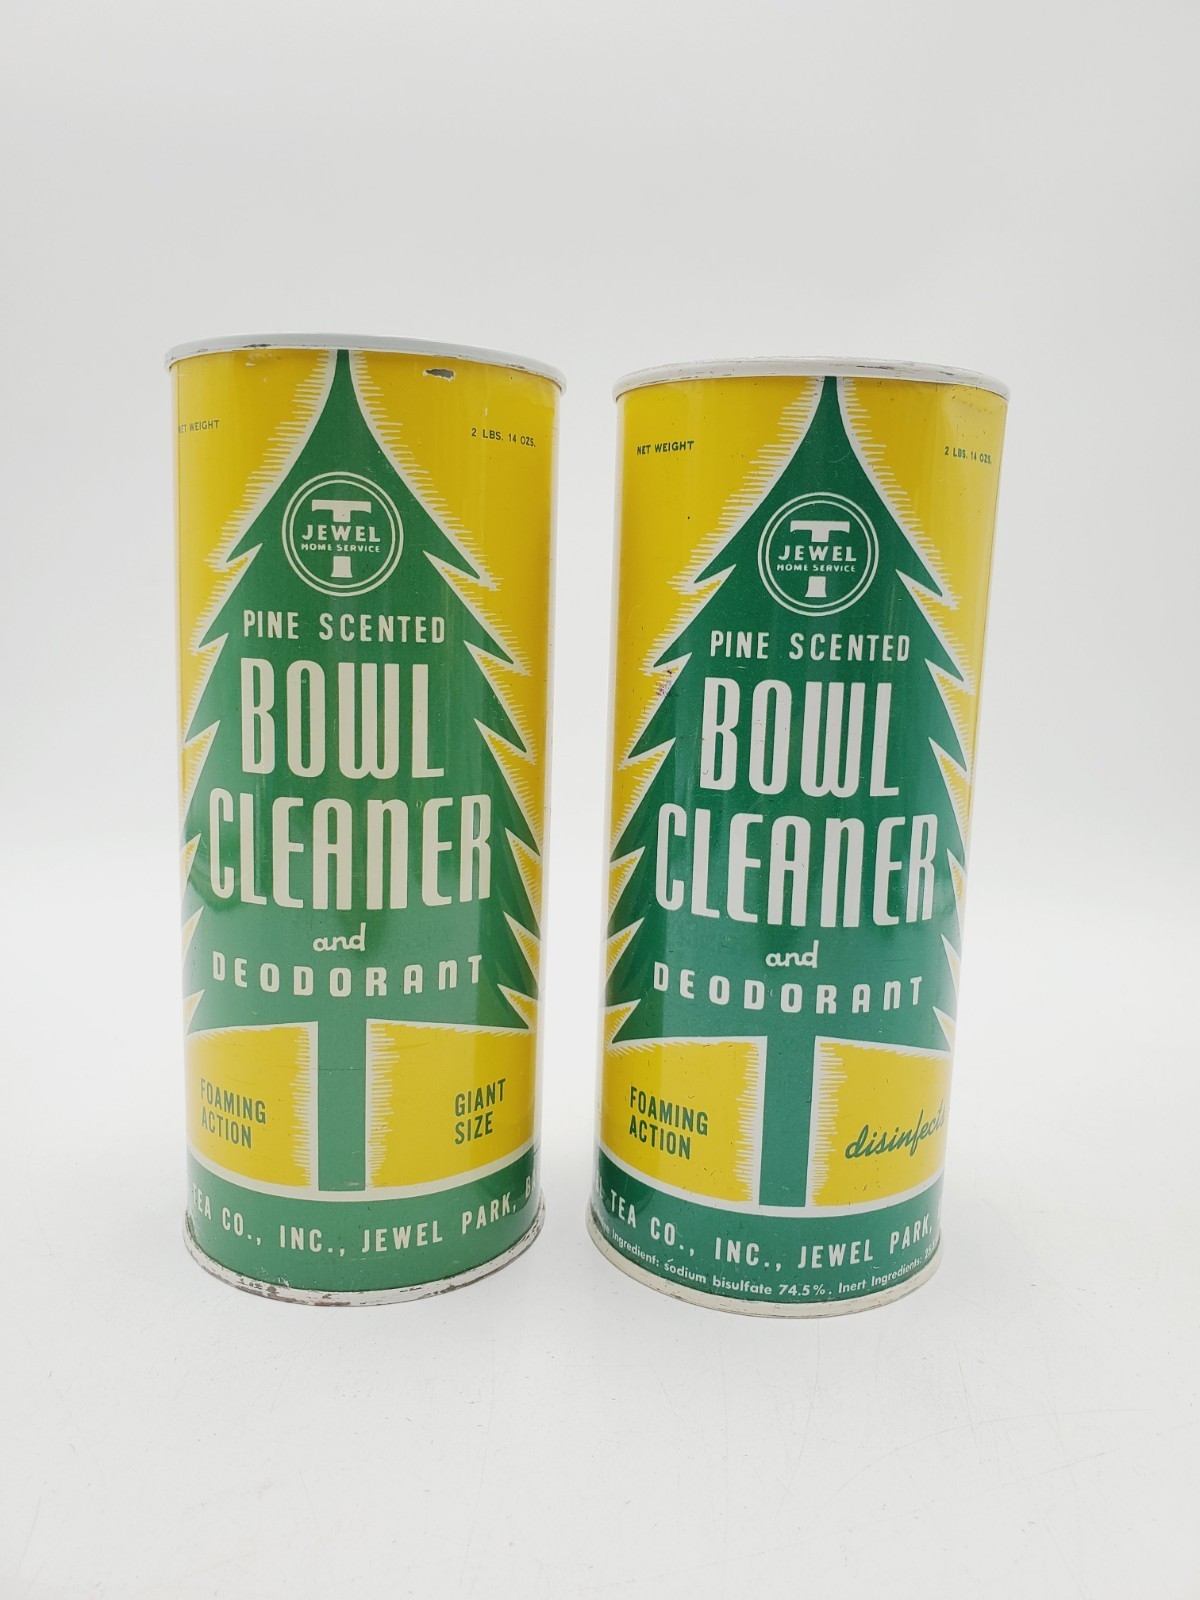 NET WEIGHT
2 LBS. 14 OZS.
T
JEWEL
HOME SERVICE
PINE SCENTED
BOWL
CLEANER
and
DEODORANT
FOAMING
ACTION
GIANT
SIZE
TEA CO., INC., JEWEL PARK,
NET WEIGHT
2 LBS. 14 OZS.
T
JEWEL
HOME SERVICE
PINE SCENTED
BOWL
CLEANER
and
DEODORANT
FOAMING
ACTION
disinfects
TEA CO., INC., JEWEL PARK,
Ingredient: sodium bisulfate 74.5%. Inert Ingredients: